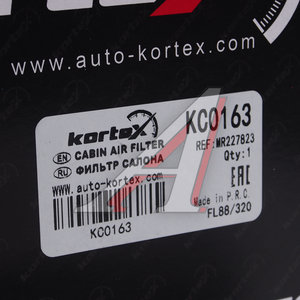 www.auto-kortex.com
kortex KC0163
EN CABIN AIR FILTER REF:MR227823
RU ФИЛЬТР САЛОНА Qty:1
www.auto-kortex.com EAC
Made in P.R.C.
KC0163 FL88/320